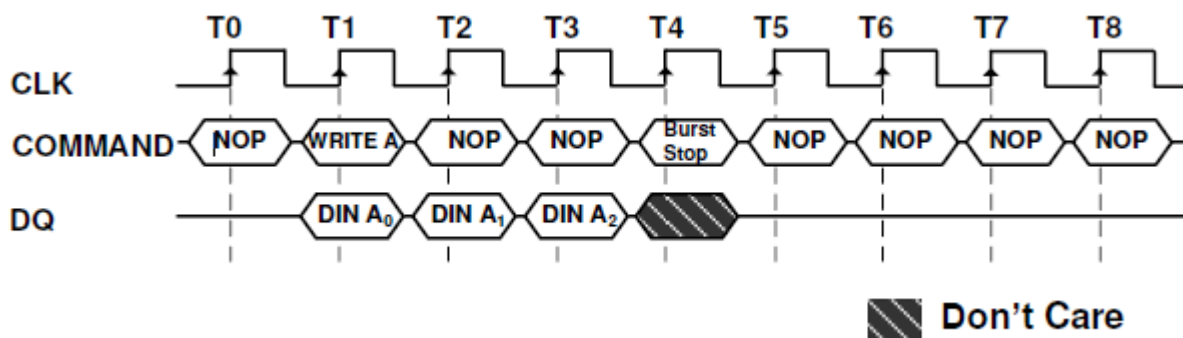 T0 T1 T2 T3 T4 T5 T6 T7 T8
CLK
COMMAND NOP WRITE A NOP NOP Burst Stop NOP NOP NOP NOP
DQ DIN A0 DIN A1 DIN A2
Don't Care